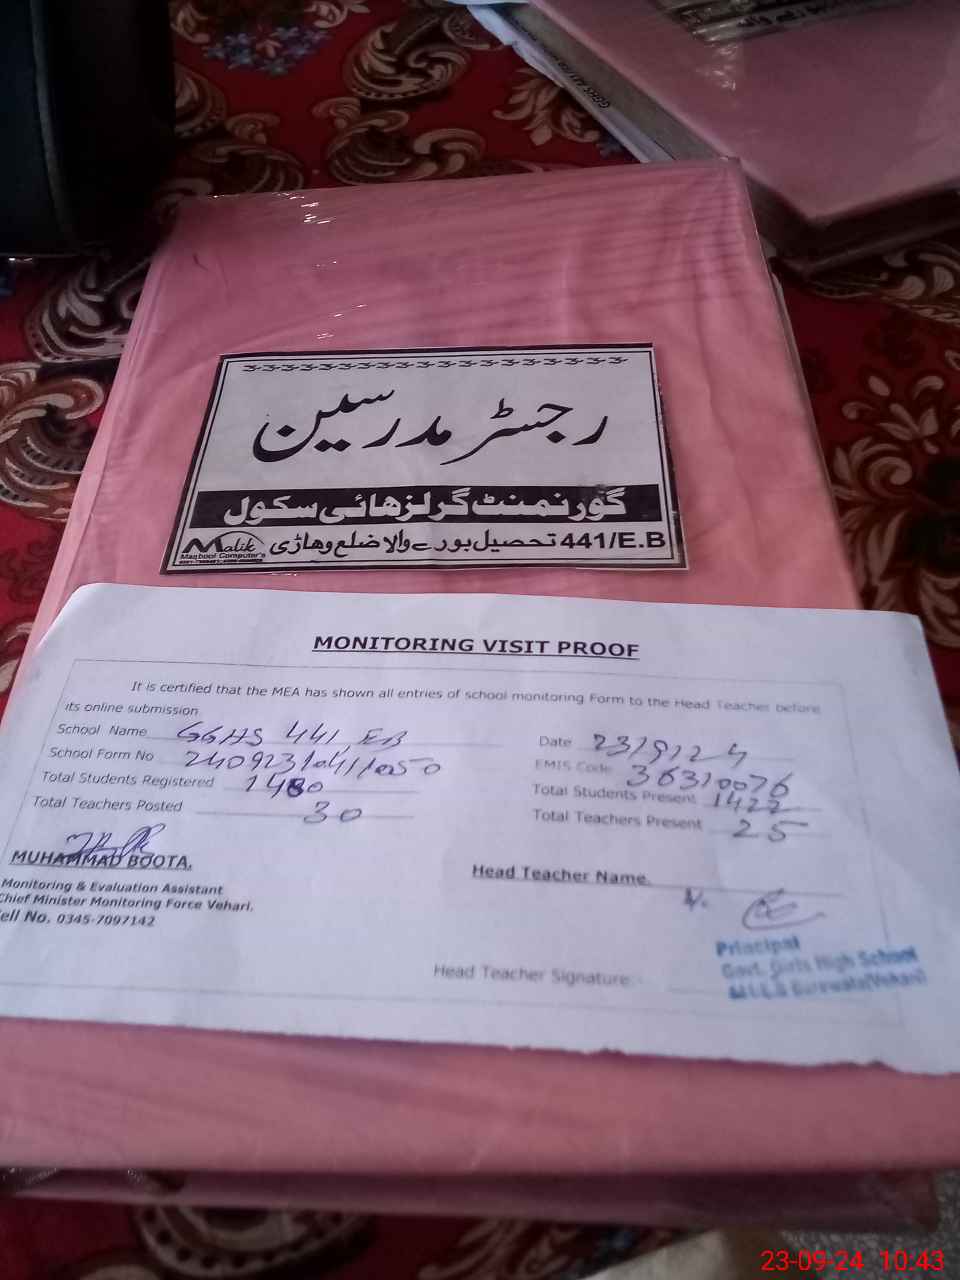 رجسٹر مدرسین
گورنمنٹ گرلز ہائی سکول
441/E.B تحصیل بورے والا ضلع وہاڑی
Malik
Maqbool Computer's
MONITORING VISIT PROOF
It is certified that the MEA has shown all entries of school monitoring Form to the Head Teacher before
its online submission.
School Name GGHS 441, EB
Date 23/9/24
School Form No
EMIS Code 36310076
Total Students Registered 1480
Total Students Present 1422
Total Teachers Posted 30
Total Teachers Present 25
MUHAMMAD BOOTA.
Monitoring & Evaluation Assistant
Chief Minister Monitoring Force Vehari.
Cell No. 0345-7097142
Head Teacher Name.
Head Teacher Signature:-
Principal
Govt. Girls High School
Burewala(Vehari)
23-09-24 10:43